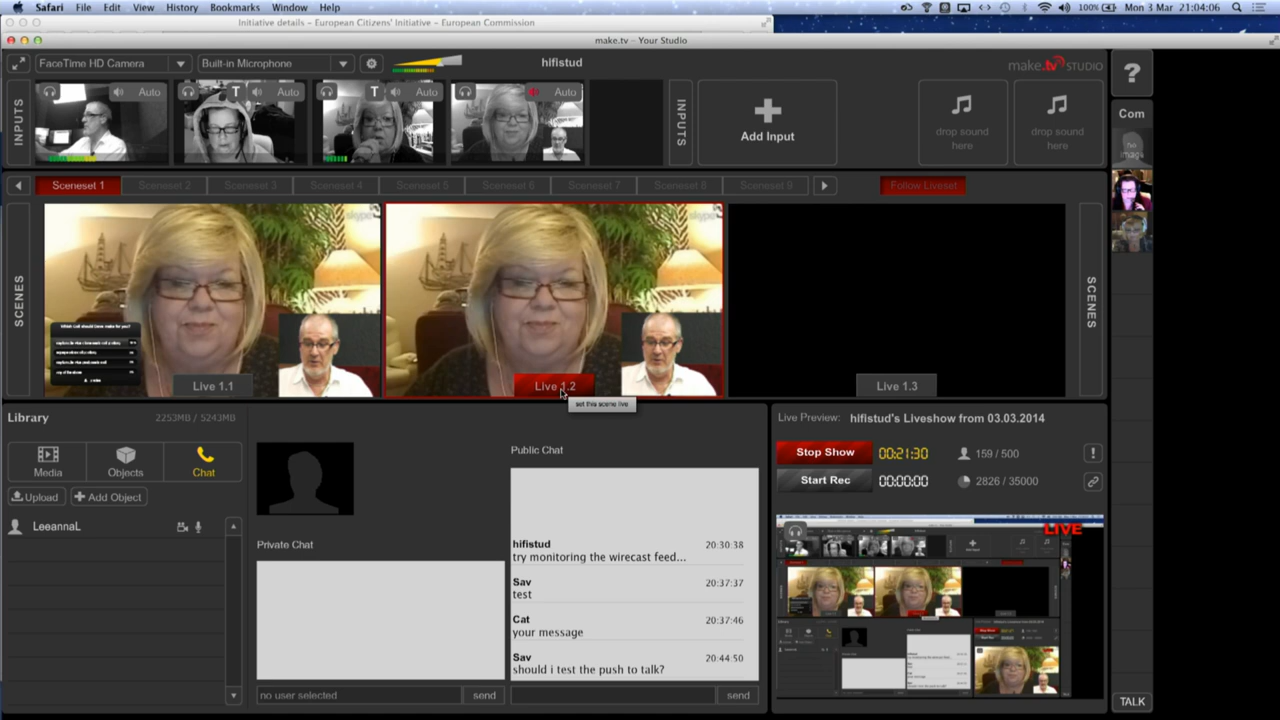 Safari File Edit View History Bookmarks Window Help
100% Mon 3 Mar 21:04:06
Initiative details – European Citizens' Initiative – European Commission
make.tv – Your Studio
FaceTime HD Camera
Built-in Microphone
hifistud
make.tv STUDIO
?
INPUTS
Auto
T Auto
T Auto
Auto
INPUTS
Add Input
drop sound
here
drop sound
here
Com
no
image
Sceneset 1
Sceneset 2
Sceneset 3
Sceneset 4
Sceneset 5
Sceneset 6
Sceneset 7
Sceneset 8
Sceneset 9
Follow Liveset
SCENES
skype
Live 1.1
skype
Live 1.2
set this scene live
Live 1.3
SCENES
Library
2253MB / 5243MB
Media
Objects
Chat
Upload
Add Object
LeeannaL
Private Chat
no user selected
send
Public Chat
hifistud 20:30:38
try monitoring the wirecast feed...
Sav 20:37:37
test
Cat 20:37:46
your message
Sav 20:44:50
should i test the push to talk?
send
Live Preview: hifistud's Liveshow from 03.03.2014
Stop Show 00:21:30 159 / 500 !
Start Rec 00:00:00 2826 / 35000
LIVE
TALK